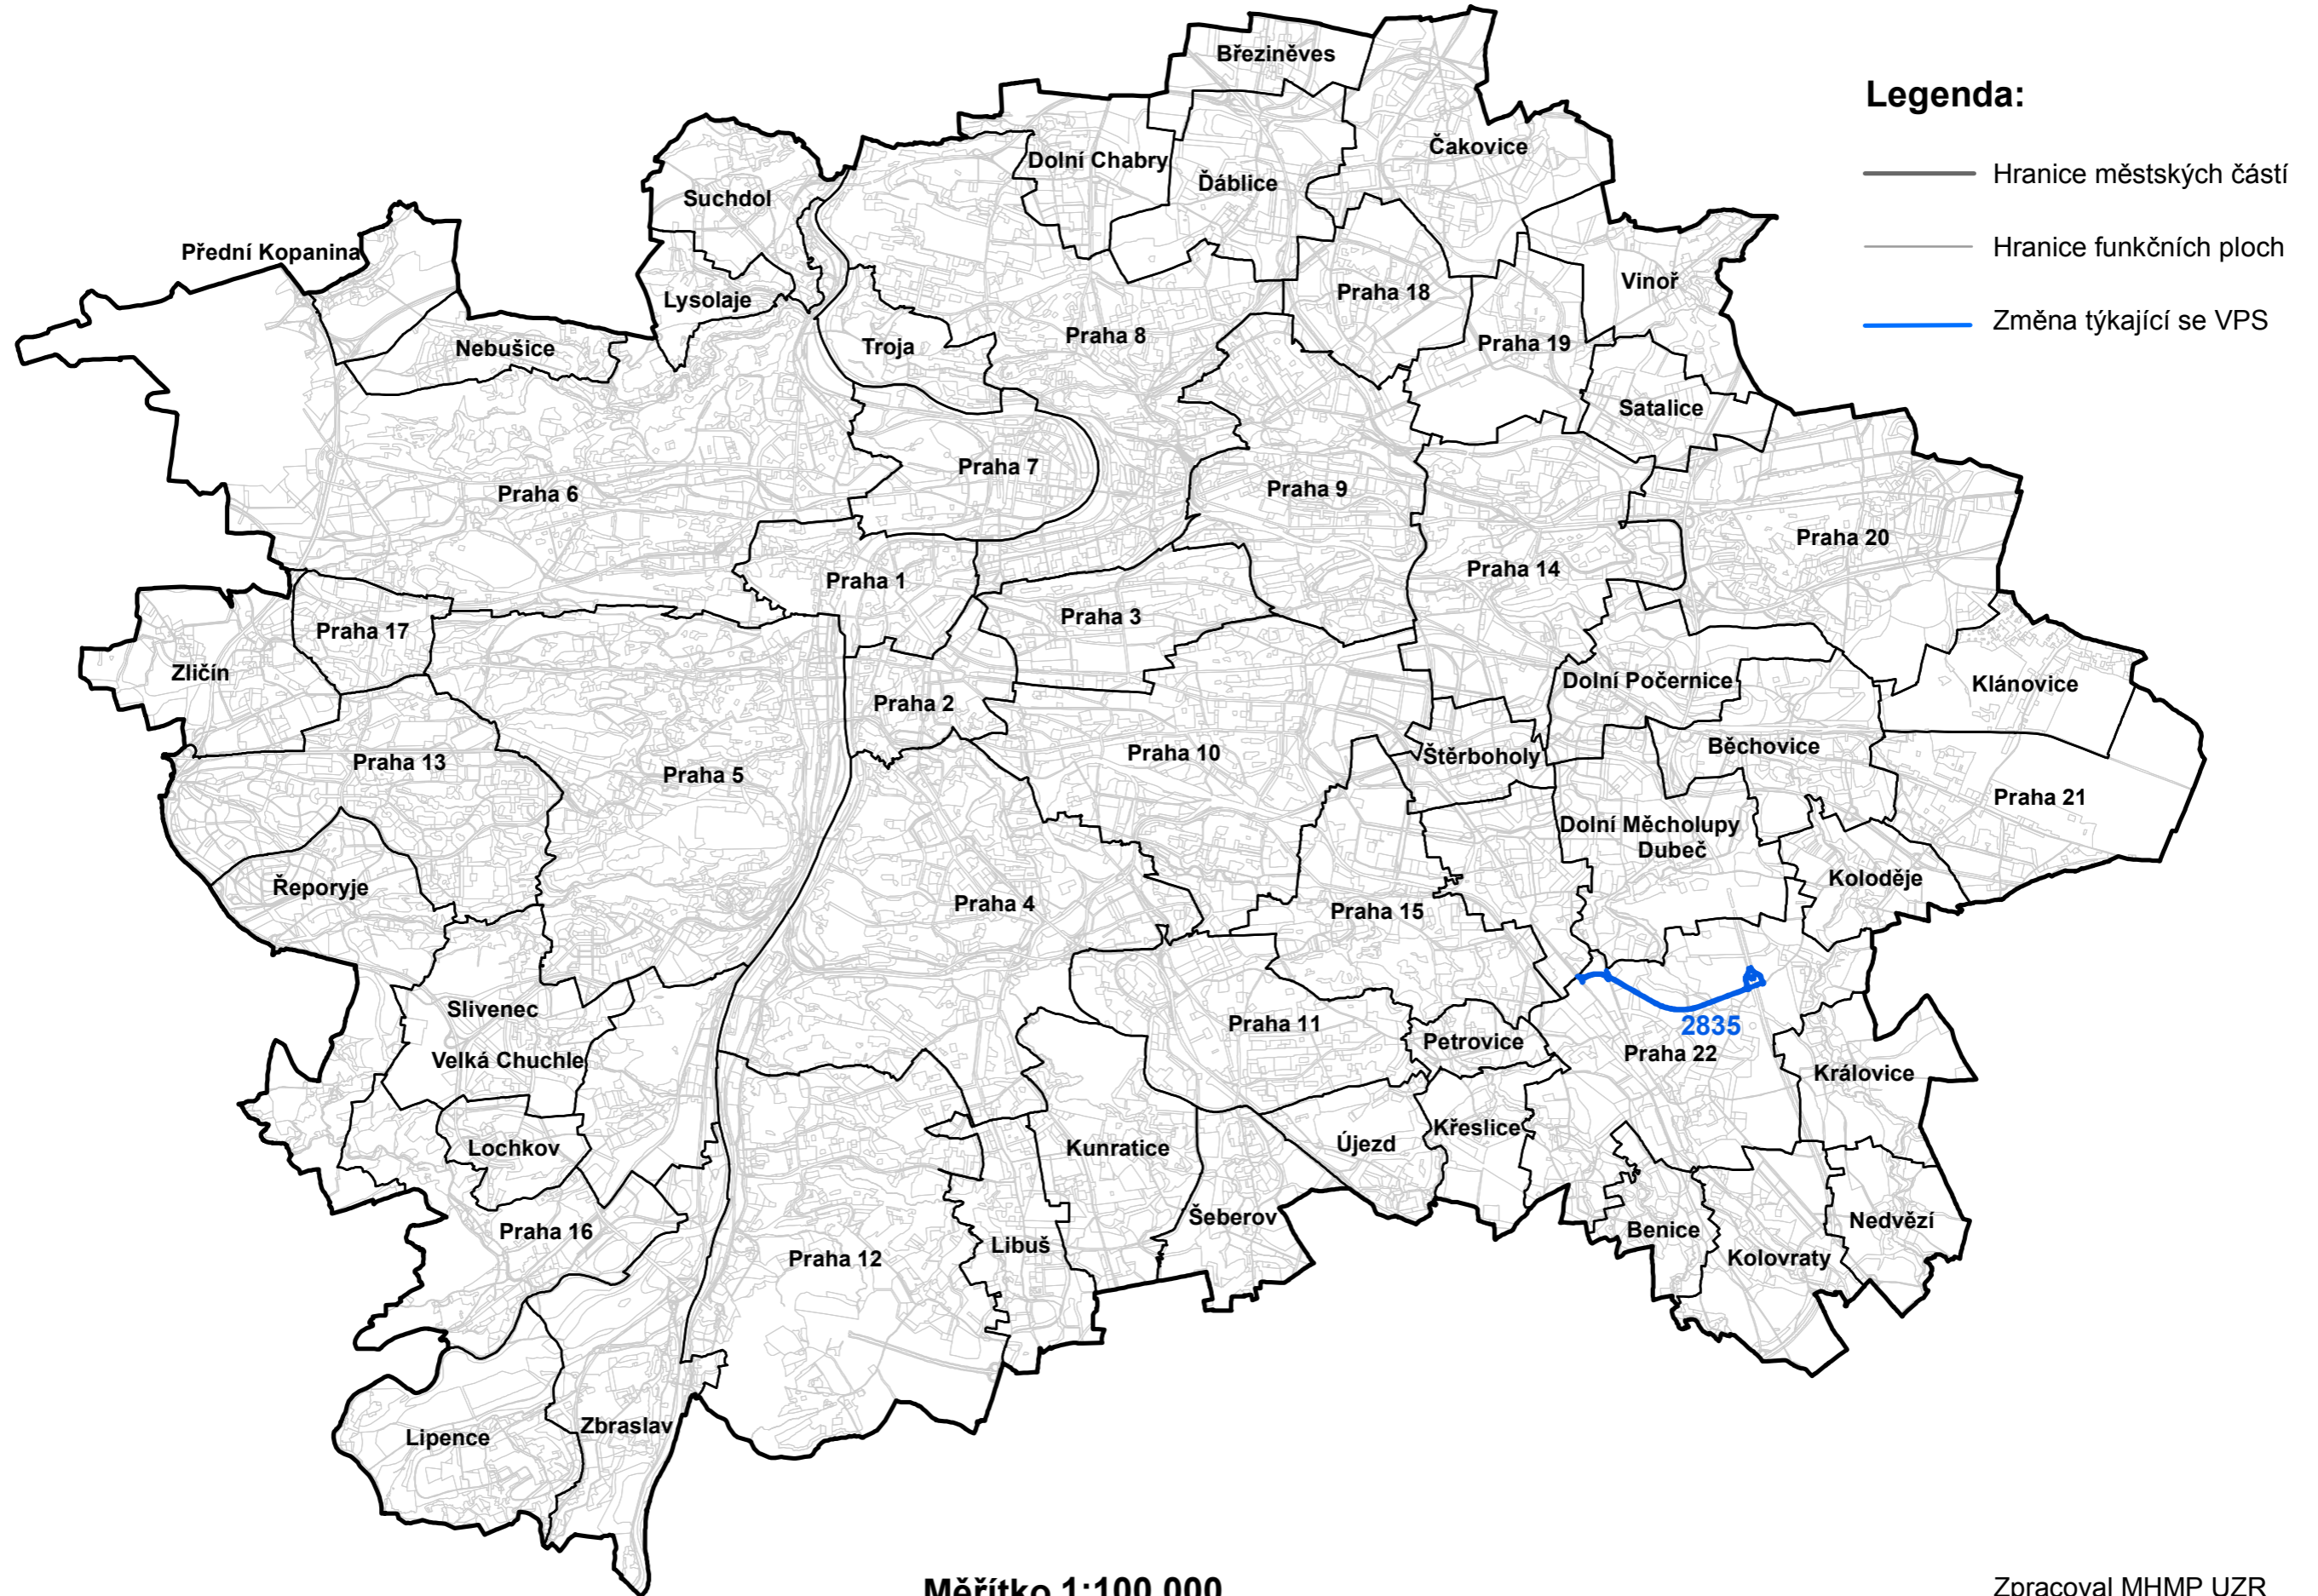 Březiněves
Legenda:
Čakovice
Dolní Chabry
Ďáblice
Hranice městských částí
Suchdol
Přední Kopanina
Hranice funkčních ploch
Vinoř
Lysolaje
Praha 18
Změna týkající se VPS
Praha 8
Praha 19
Troja
Nebušice
Satalice
Praha 7
Praha 9
Praha 6
Praha 20
Praha 14
Praha 1
Praha 3
Praha 17
Zličín
Dolní Počernice
Klánovice
Praha 2
Běchovice
Praha 10
Štěrboholy
Praha 13
Praha 5
Praha 21
Dolní Měcholupy
Dubeč
Koloděje
Řeporyje
Praha 4
Praha 15
Slivenec
Praha 11
2835
Petrovice
Praha 22
Velká Chuchle
Královice
Křeslice
Újezd
Lochkov
Kunratice
Šeberov
Nedvězí
Praha 16
Benice
Libuš
Praha 12
Kolovraty
Zbraslav
Lipence
Měřítko 1:100 000
Zpracoval MHMP UZR